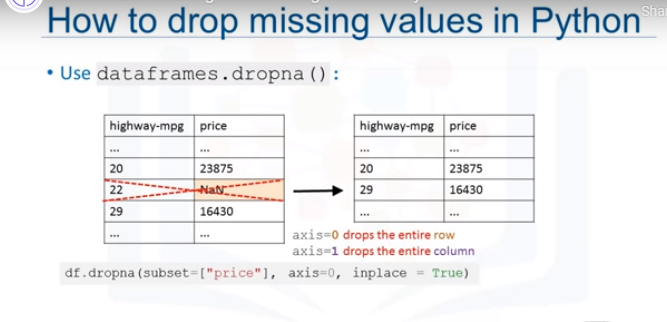 How to drop missing values in Python
• Use dataframes.dropna():
highway-mpg price
... ...
20 23875
22 NaN
29 16430
... ...
highway-mpg price
... ...
20 23875
29 16430
... ...
axis=0 drops the entire row
axis=1 drops the entire column
df.dropna(subset=["price"], axis=0, inplace = True)